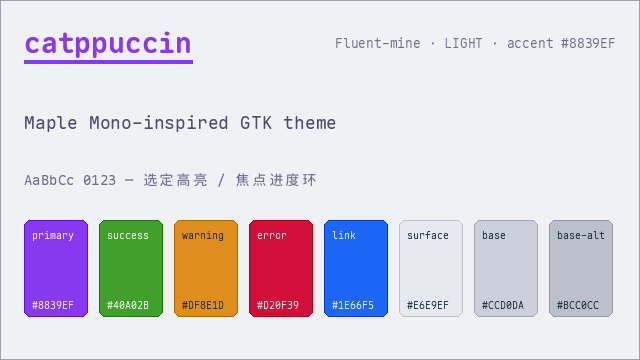 catppuccin
Fluent-mine · LIGHT · accent #8839EF
Maple Mono-inspired GTK theme
AaBbCc 0123 — 选定高亮 / 焦点进度环
primary success warning error link surface base base-alt
#8839EF #40A02B #DF8E1D #D20F39 #1E66F5 #E6E9EF #CCD0DA #BCC0CC